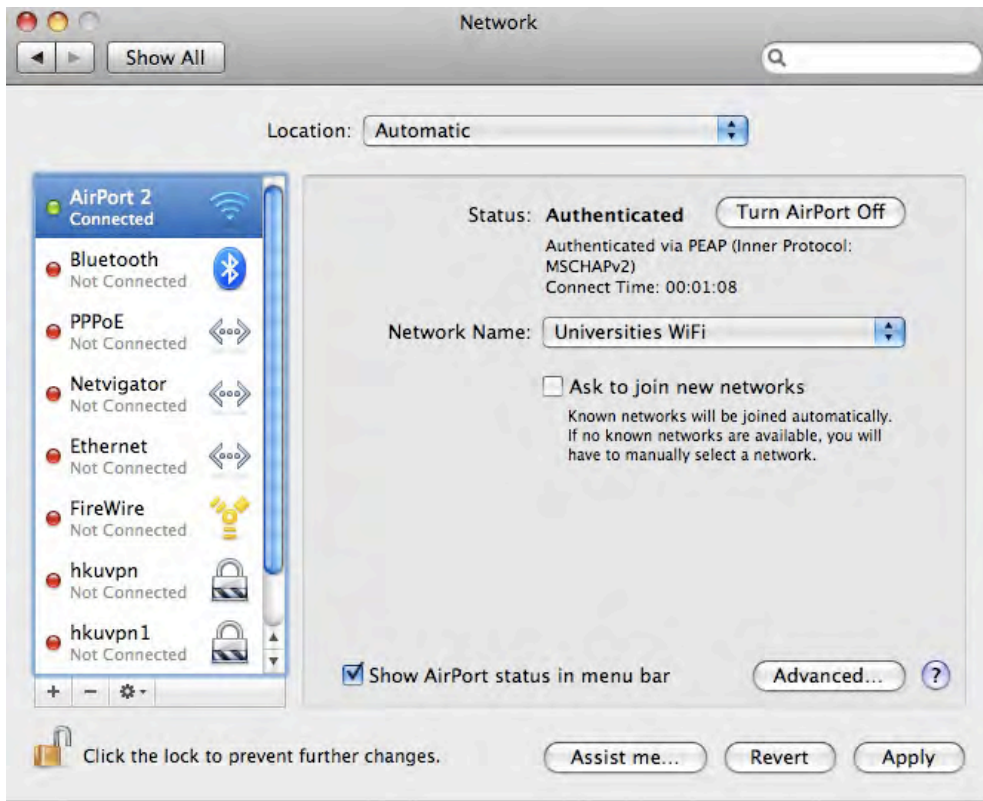 Network
Show All
Location: Automatic
AirPort 2
Connected
Bluetooth
Not Connected
PPPoE
Not Connected
Netvigator
Not Connected
Ethernet
Not Connected
FireWire
Not Connected
hkuvpn
Not Connected
hkuvpn1
Not Connected
Status: Authenticated Turn AirPort Off
Authenticated via PEAP (Inner Protocol:
MSCHAPv2)
Connect Time: 00:01:08
Network Name: Universities WiFi
Ask to join new networks
Known networks will be joined automatically.
If no known networks are available, you will
have to manually select a network.
Show AirPort status in menu bar Advanced... ?
+ −
Click the lock to prevent further changes. Assist me... Revert Apply